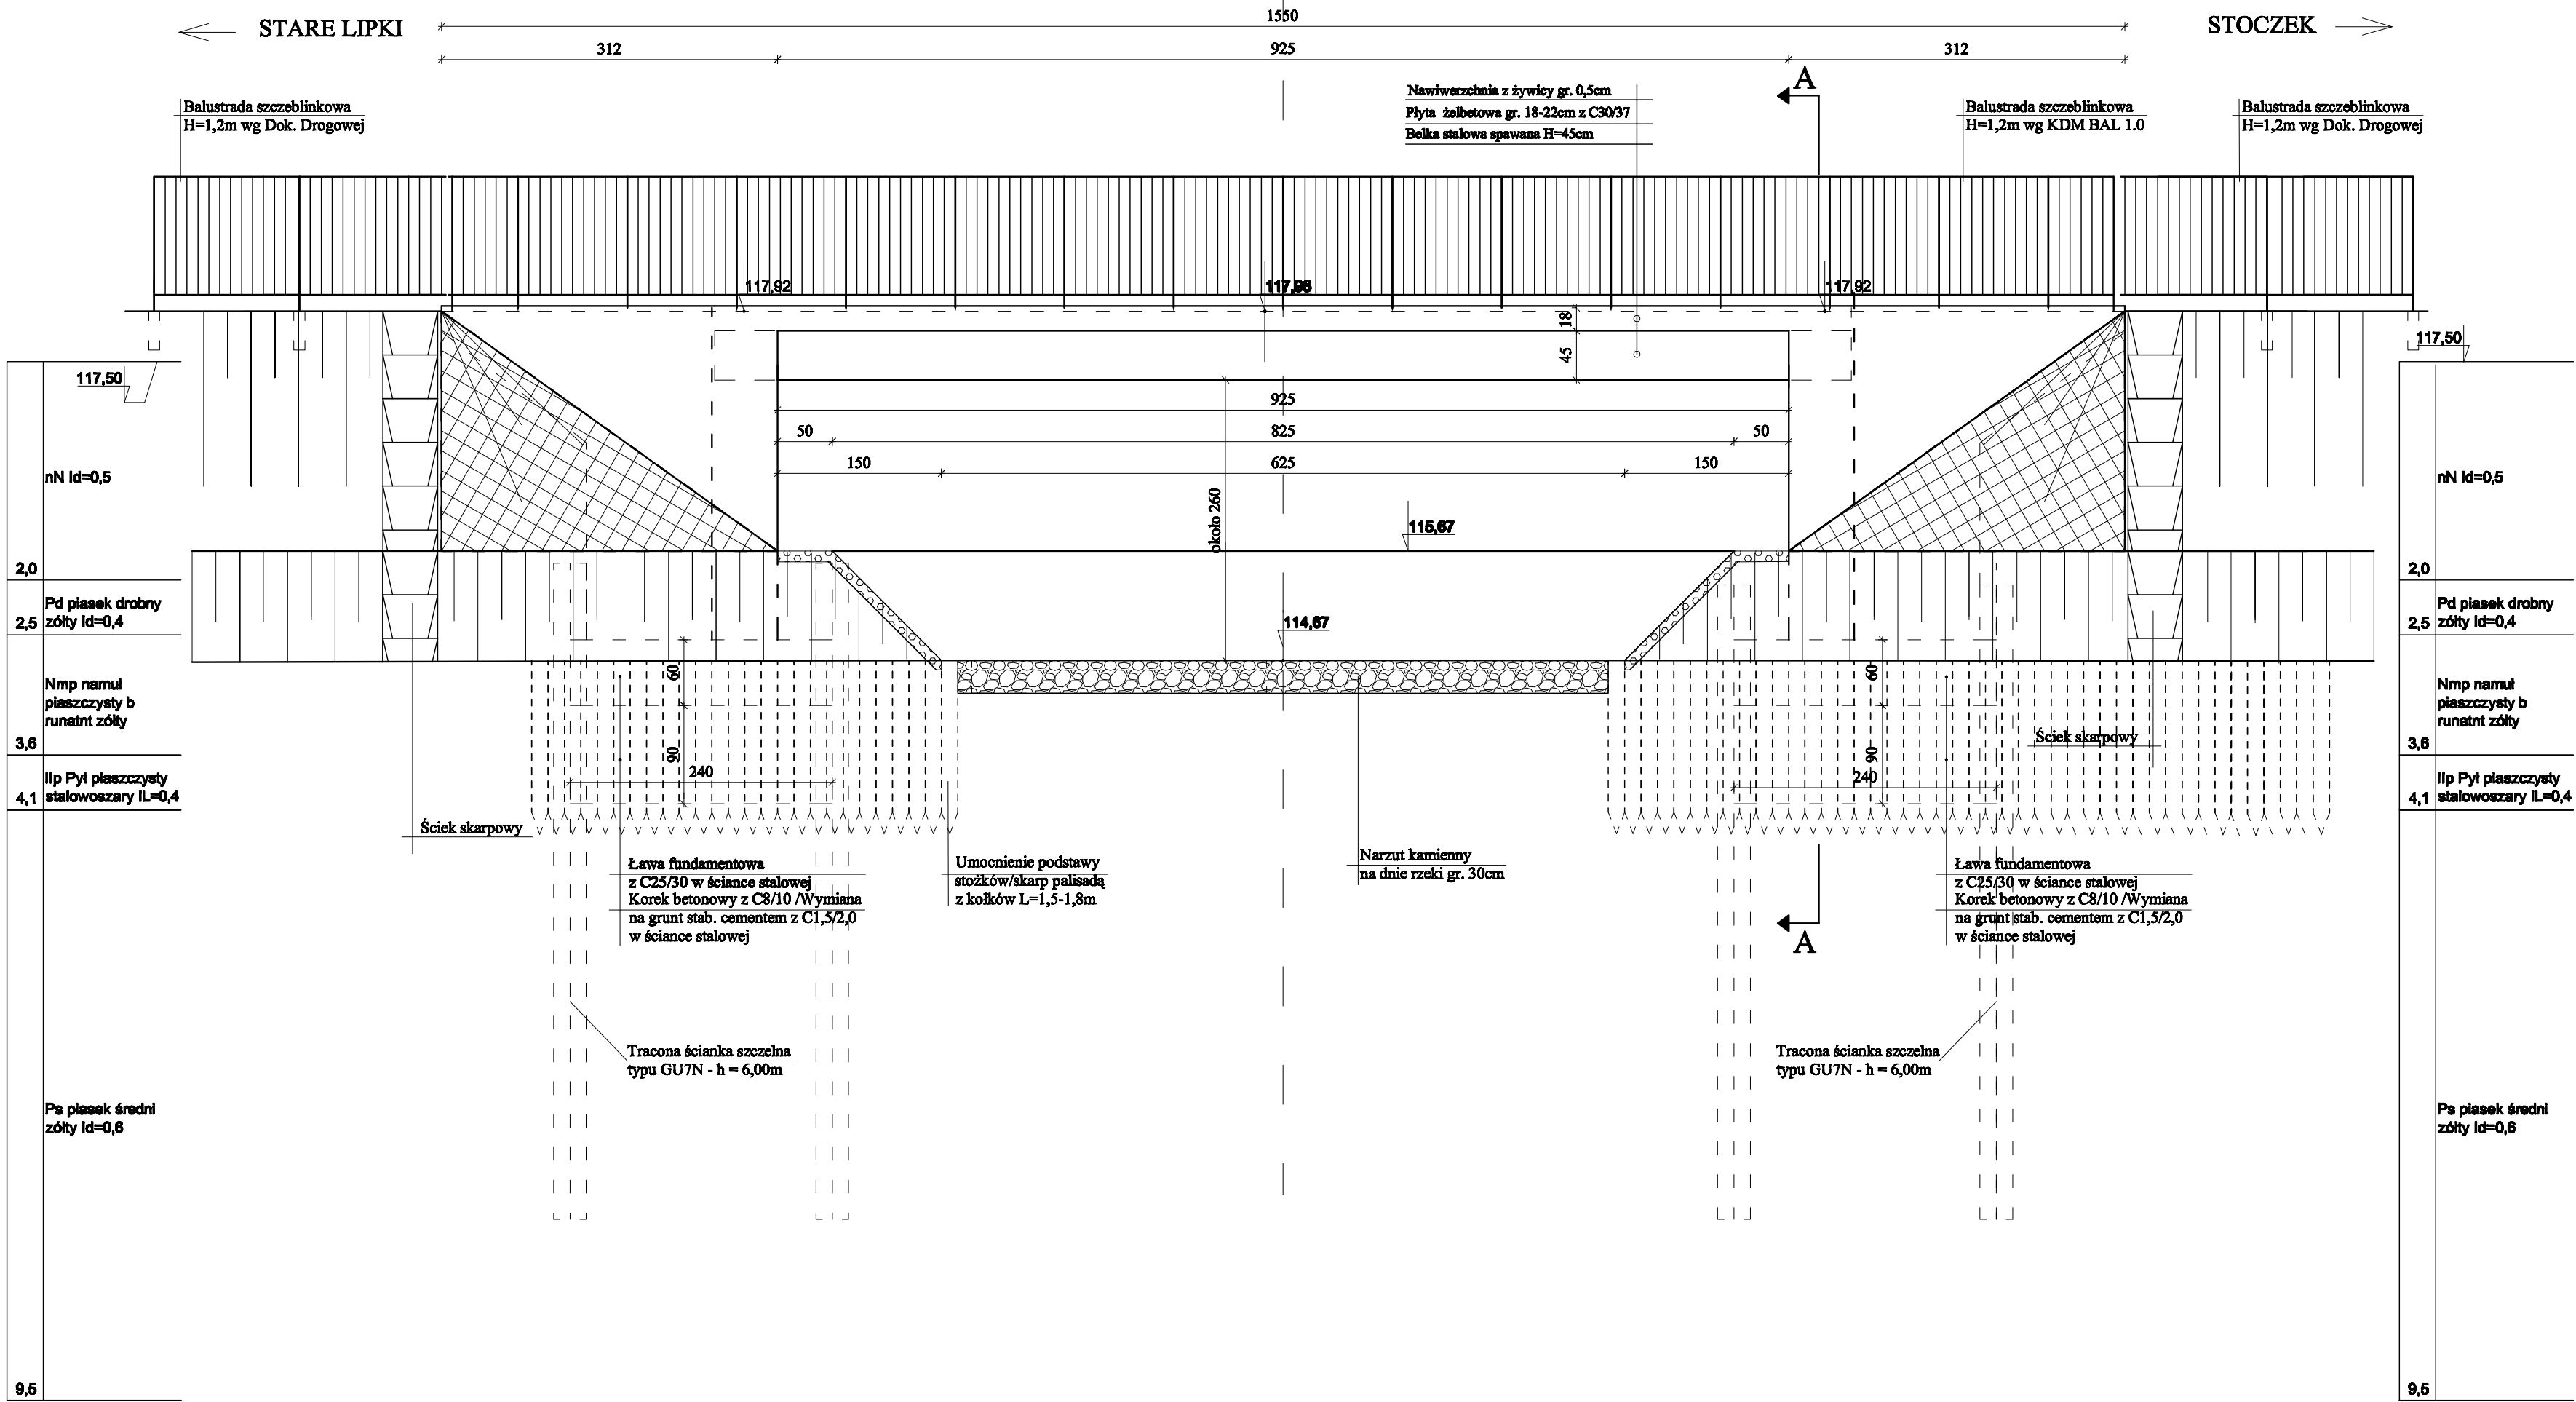 STARE LIPKI
1550
STOCZEK
312
925
312
A
Balustrada szczeblinkowa
H=1,2m wg Dok. Drogowej
Nawiwerzchnia z żywicy gr. 0,5cm
Płyta żelbetowa gr. 18-22cm z C30/37
Belka stalowa spawana H=45cm
Balustrada szczeblinkowa
H=1,2m wg KDM BAL 1.0
Balustrada szczeblinkowa
H=1,2m wg Dok. Drogowej
117,92
117,92
18
45
117,50
117,50
925
50
825
50
150
625
150
około 260
115,67
114,67
nN Id=0,5
2,0
Pd piasek drobny
2,5 zółty Id=0,4
Nmp namuł
piaszczysty b
runatnt zółty
3,6
IIp Pył piaszczysty
4,1 stalowoszary IL=0,4
Ps piasek średni
zółty Id=0,6
9,5
60
90
240
Ściek skarpowy
Ława fundamentowa
z C25/30 w ściance stalowej
Korek betonowy z C8/10 /Wymiana
na grunt stab. cementem z C1,5/2,0
w ściance stalowej
Umocnienie podstawy
stożków/skarp palisadą
z kołków L=1,5-1,8m
Narzut kamienny
na dnie rzeki gr. 30cm
60
90
240
Ściek skarpowy
Ława fundamentowa
z C25/30 w ściance stalowej
Korek betonowy z C8/10 /Wymiana
na grunt stab. cementem z C1,5/2,0
w ściance stalowej
A
Tracona ścianka szczelna
typu GU7N - h = 6,00m
Tracona ścianka szczelna
typu GU7N - h = 6,00m
nN Id=0,5
2,0
Pd piasek drobny
2,5 zółty Id=0,4
Nmp namuł
piaszczysty b
runatnt zółty
3,6
IIp Pył piaszczysty
4,1 stalowoszary IL=0,4
Ps piasek średni
zółty Id=0,6
9,5